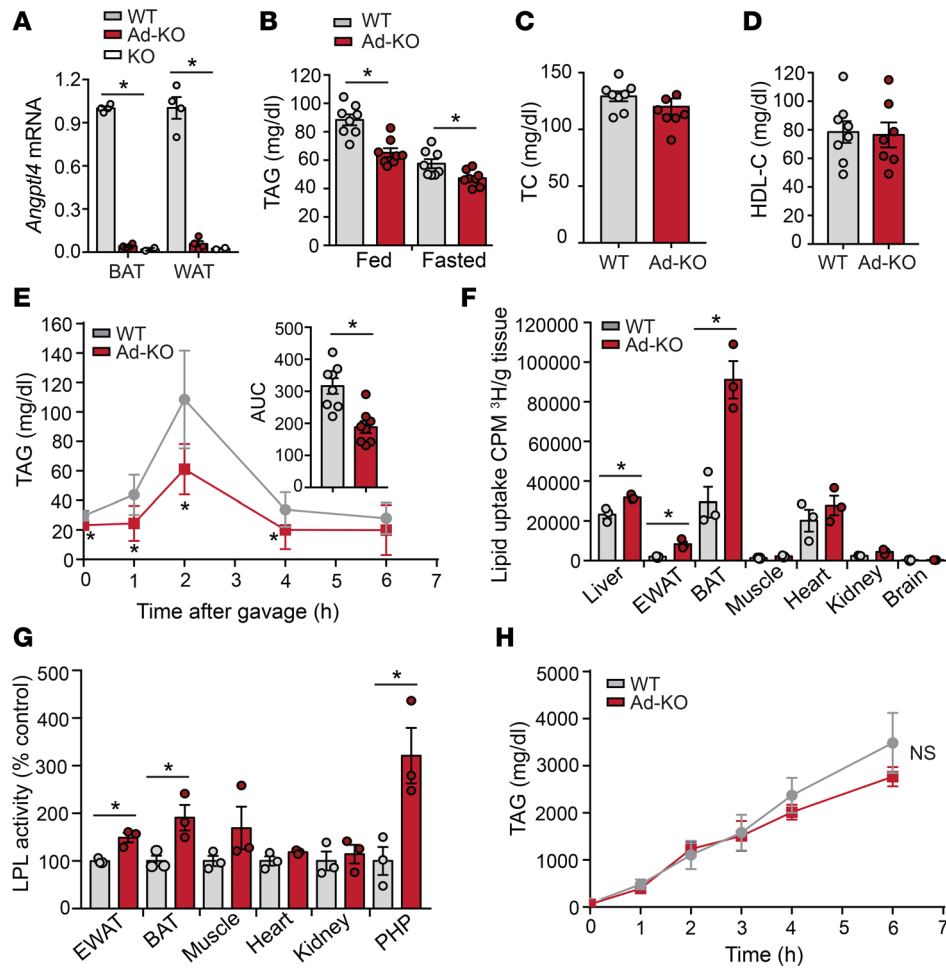 A
WT
Ad-KO
KO
Angptl4 mRNA
1.2
0.9
0.6
0.3
0.0
*
*
BAT
WAT
B
WT
Ad-KO
TAG (mg/dl)
120
100
80
60
40
20
0
*
*
Fed
Fasted
C
TC (mg/dl)
150
100
50
0
WT
Ad-KO
D
HDL-C (mg/dl)
120
100
80
60
40
20
0
WT
Ad-KO
E
WT
Ad-KO
TAG (mg/dl)
160
140
120
100
80
60
40
20
0
*
*
*
*
0 1 2 3 4 5 6 7
Time after gavage (h)
AUC
500
400
300
200
100
0
*
F
WT
Ad-KO
Lipid uptake CPM ³H/g tissue
120000
100000
80000
60000
40000
20000
0
*
*
*
Liver
EWAT
BAT
Muscle
Heart
Kidney
Brain
G
LPL activity (% control)
500
400
300
200
100
0
*
*
*
EWAT
BAT
Muscle
Heart
Kidney
PHP
H
WT
Ad-KO
TAG (mg/dl)
5000
4000
3000
2000
1000
0
NS
0 1 2 3 4 5 6 7
Time (h)